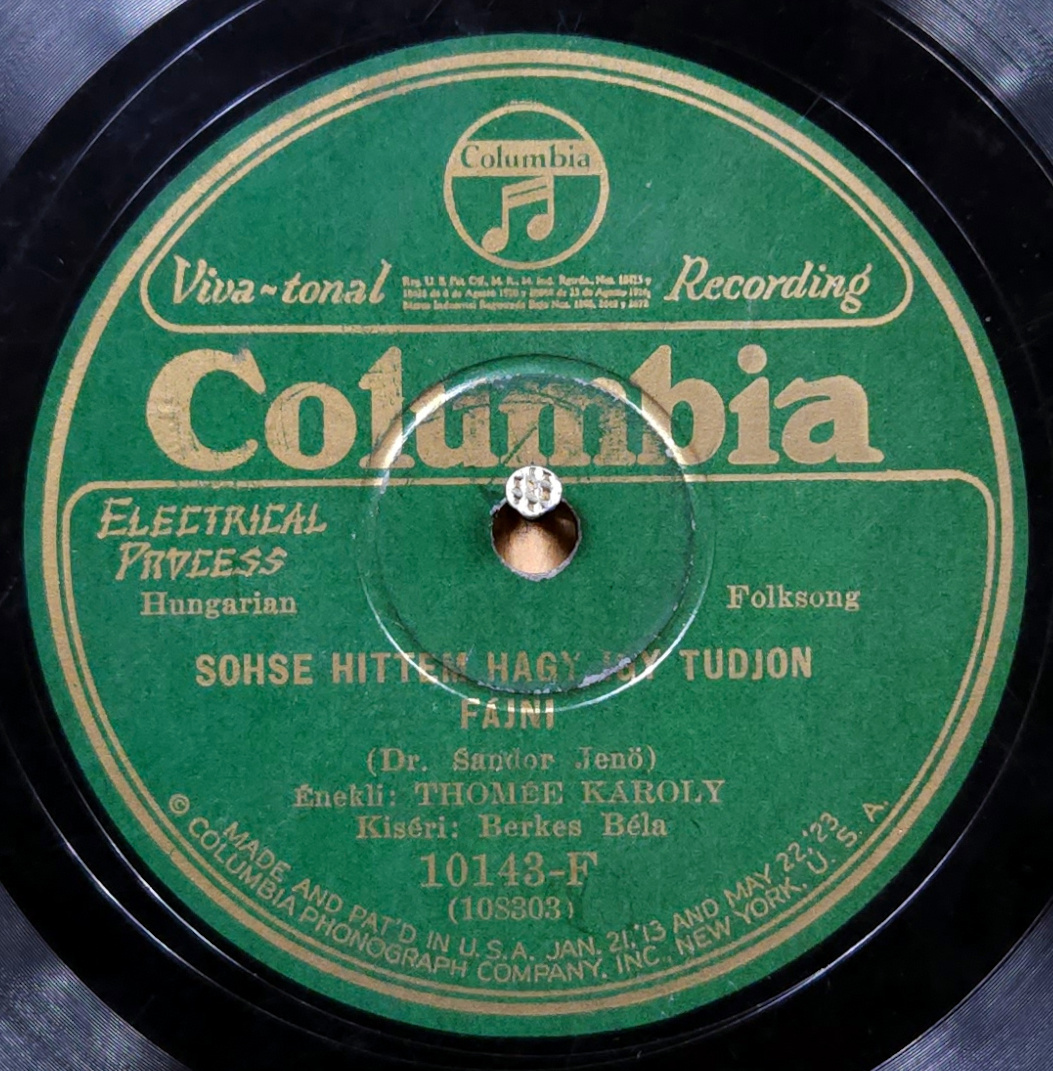 Columbia
Viva-tonal
Recording
Columbia
ELECTRICAL
PROCESS
Hungarian
Folksong
SOHSE HITTEM HAGY IGY TUDJON
FAJNI
(Dr. Sandor Jenö)
Énekli: THOMÉE KÁROLY
Kiséri: Berkes Béla
10143-F
(108303)
MADE AND PAT'D IN U.S.A. JAN. 21,'13 AND MAY 22,'23
© COLUMBIA PHONOGRAPH COMPANY, INC., NEW YORK, U. S. A.